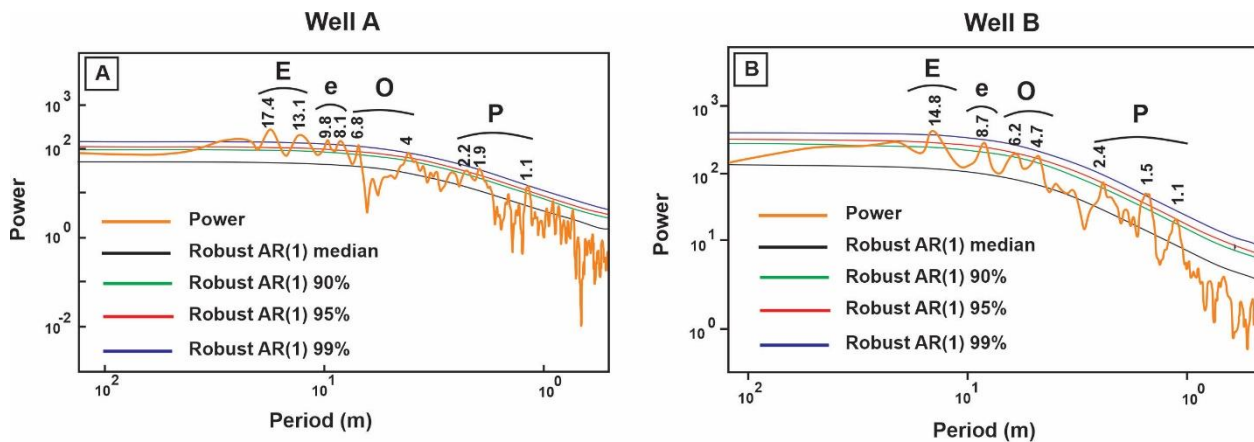 Well A
A
E
e
O
P
17.4
13.1
9.8
8.1
6.8
4
2.2
1.9
1.1
10^3
10^2
10^0
10^-2
Power
Power
Robust AR(1) median
Robust AR(1) 90%
Robust AR(1) 95%
Robust AR(1) 99%
10^2
10^1
10^0
Period (m)
Well B
B
E
e
O
P
14.8
8.7
6.2
4.7
2.4
1.5
1.1
10^3
10^2
10^1
10^0
Power
Power
Robust AR(1) median
Robust AR(1) 90%
Robust AR(1) 95%
Robust AR(1) 99%
10^2
10^1
10^0
Period (m)